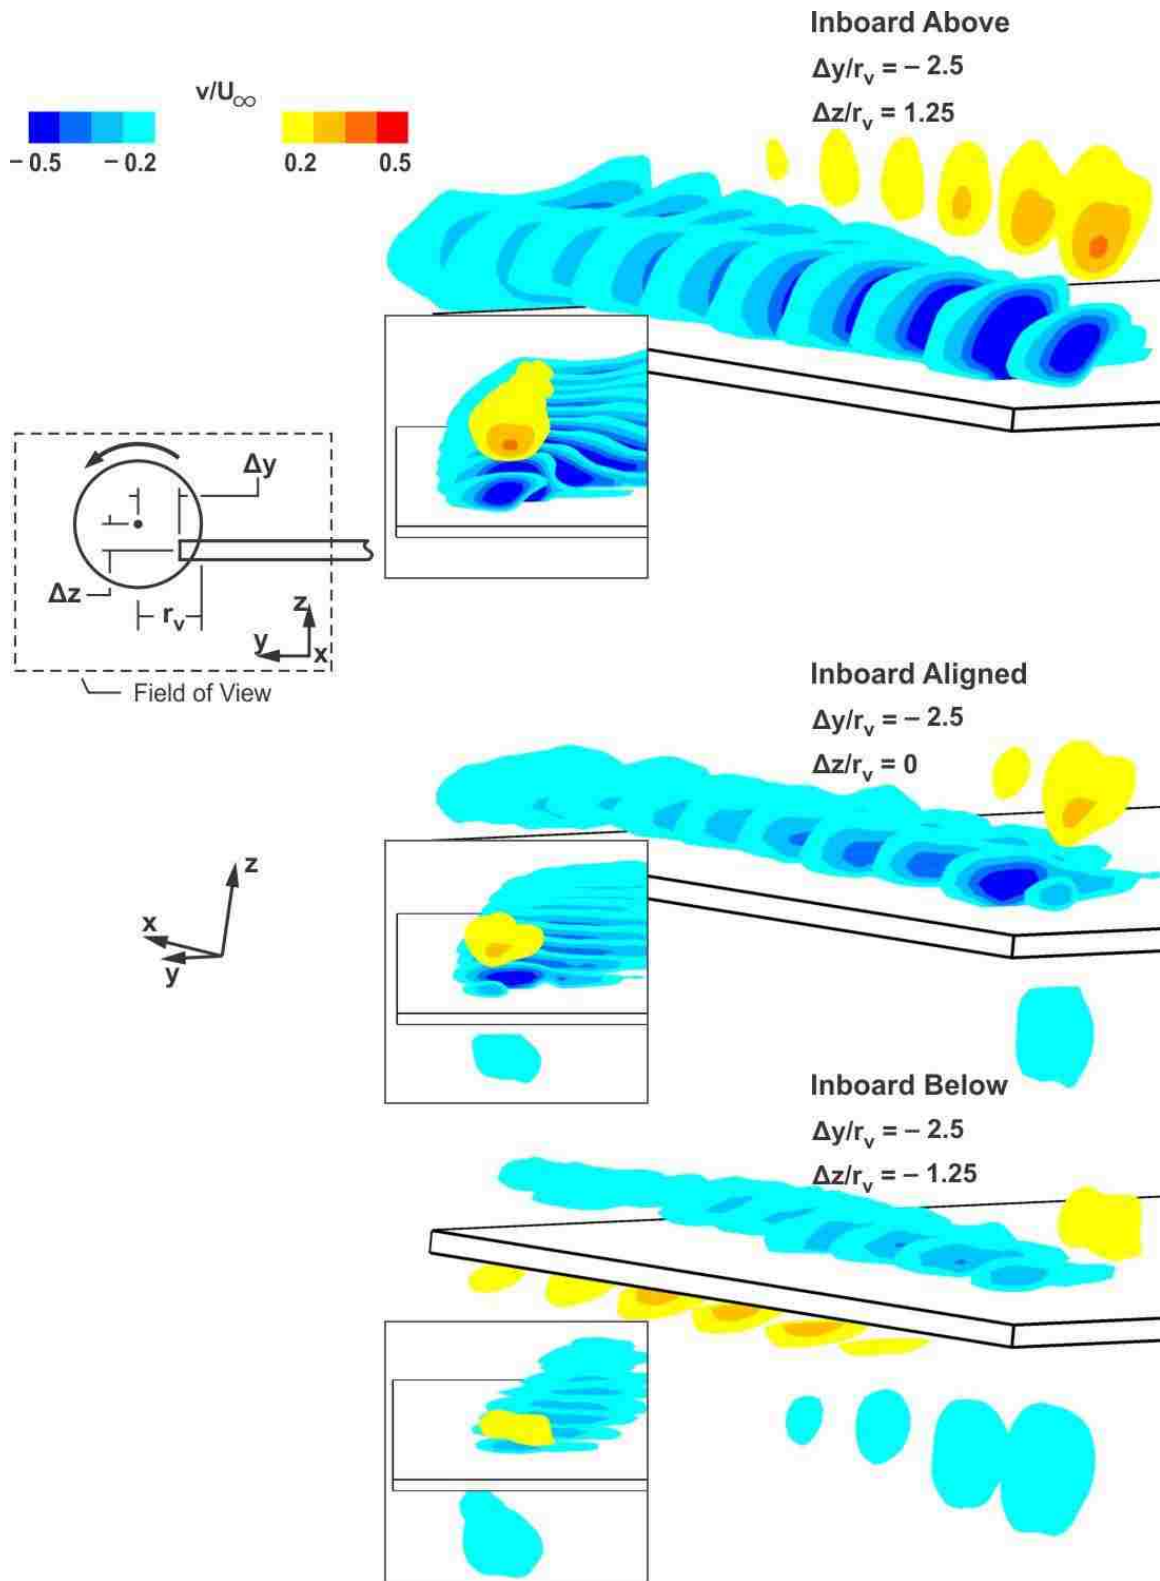 Inboard Above
Δy/rᵥ = – 2.5
Δz/rᵥ = 1.25
v/U∞
– 0.5 – 0.2 0.2 0.5
Δy
Δz
rᵥ
z
y
x
Field of View
Inboard Aligned
Δy/rᵥ = – 2.5
Δz/rᵥ = 0
z
x
y
Inboard Below
Δy/rᵥ = – 2.5
Δz/rᵥ = – 1.25